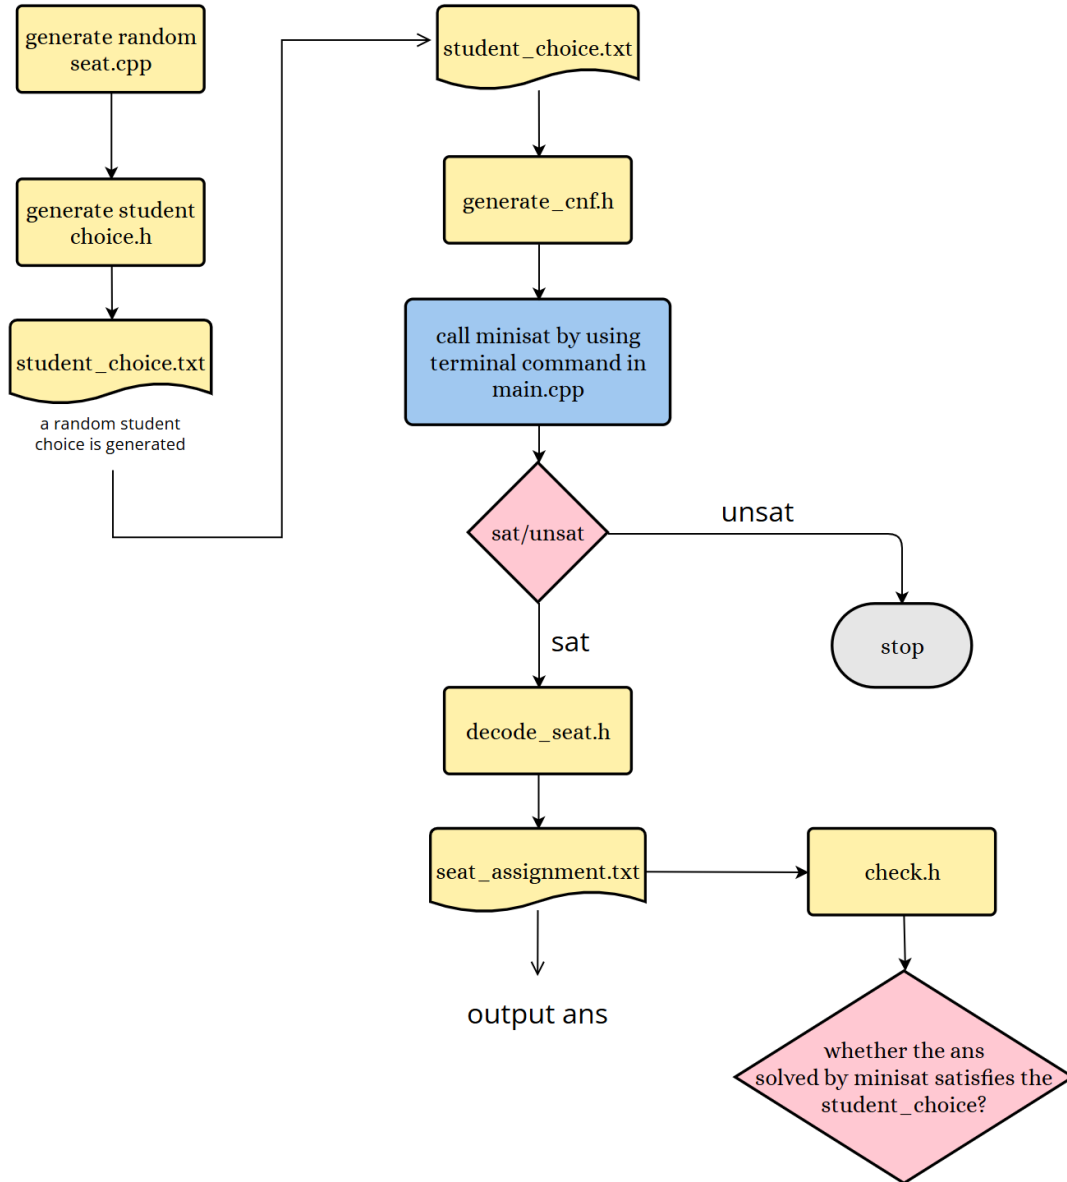 generate random
seat.cpp
generate student
choice.h
student_choice.txt
a random student
choice is generated
student_choice.txt
generate_cnf.h
call minisat by using
terminal command in
main.cpp
sat/unsat
unsat
stop
sat
decode_seat.h
seat_assignment.txt
check.h
output ans
whether the ans
solved by minisat satisfies the
student_choice?